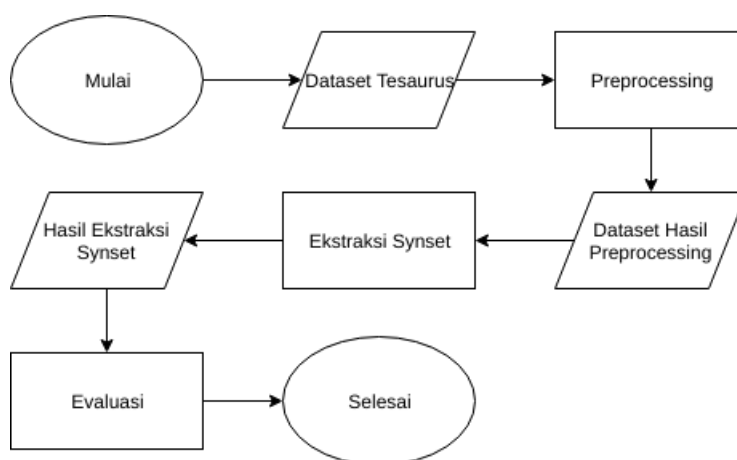 Mulai
Dataset Tesaurus
Preprocessing
Dataset Hasil
Preprocessing
Ekstraksi Synset
Hasil Ekstraksi
Synset
Evaluasi
Selesai